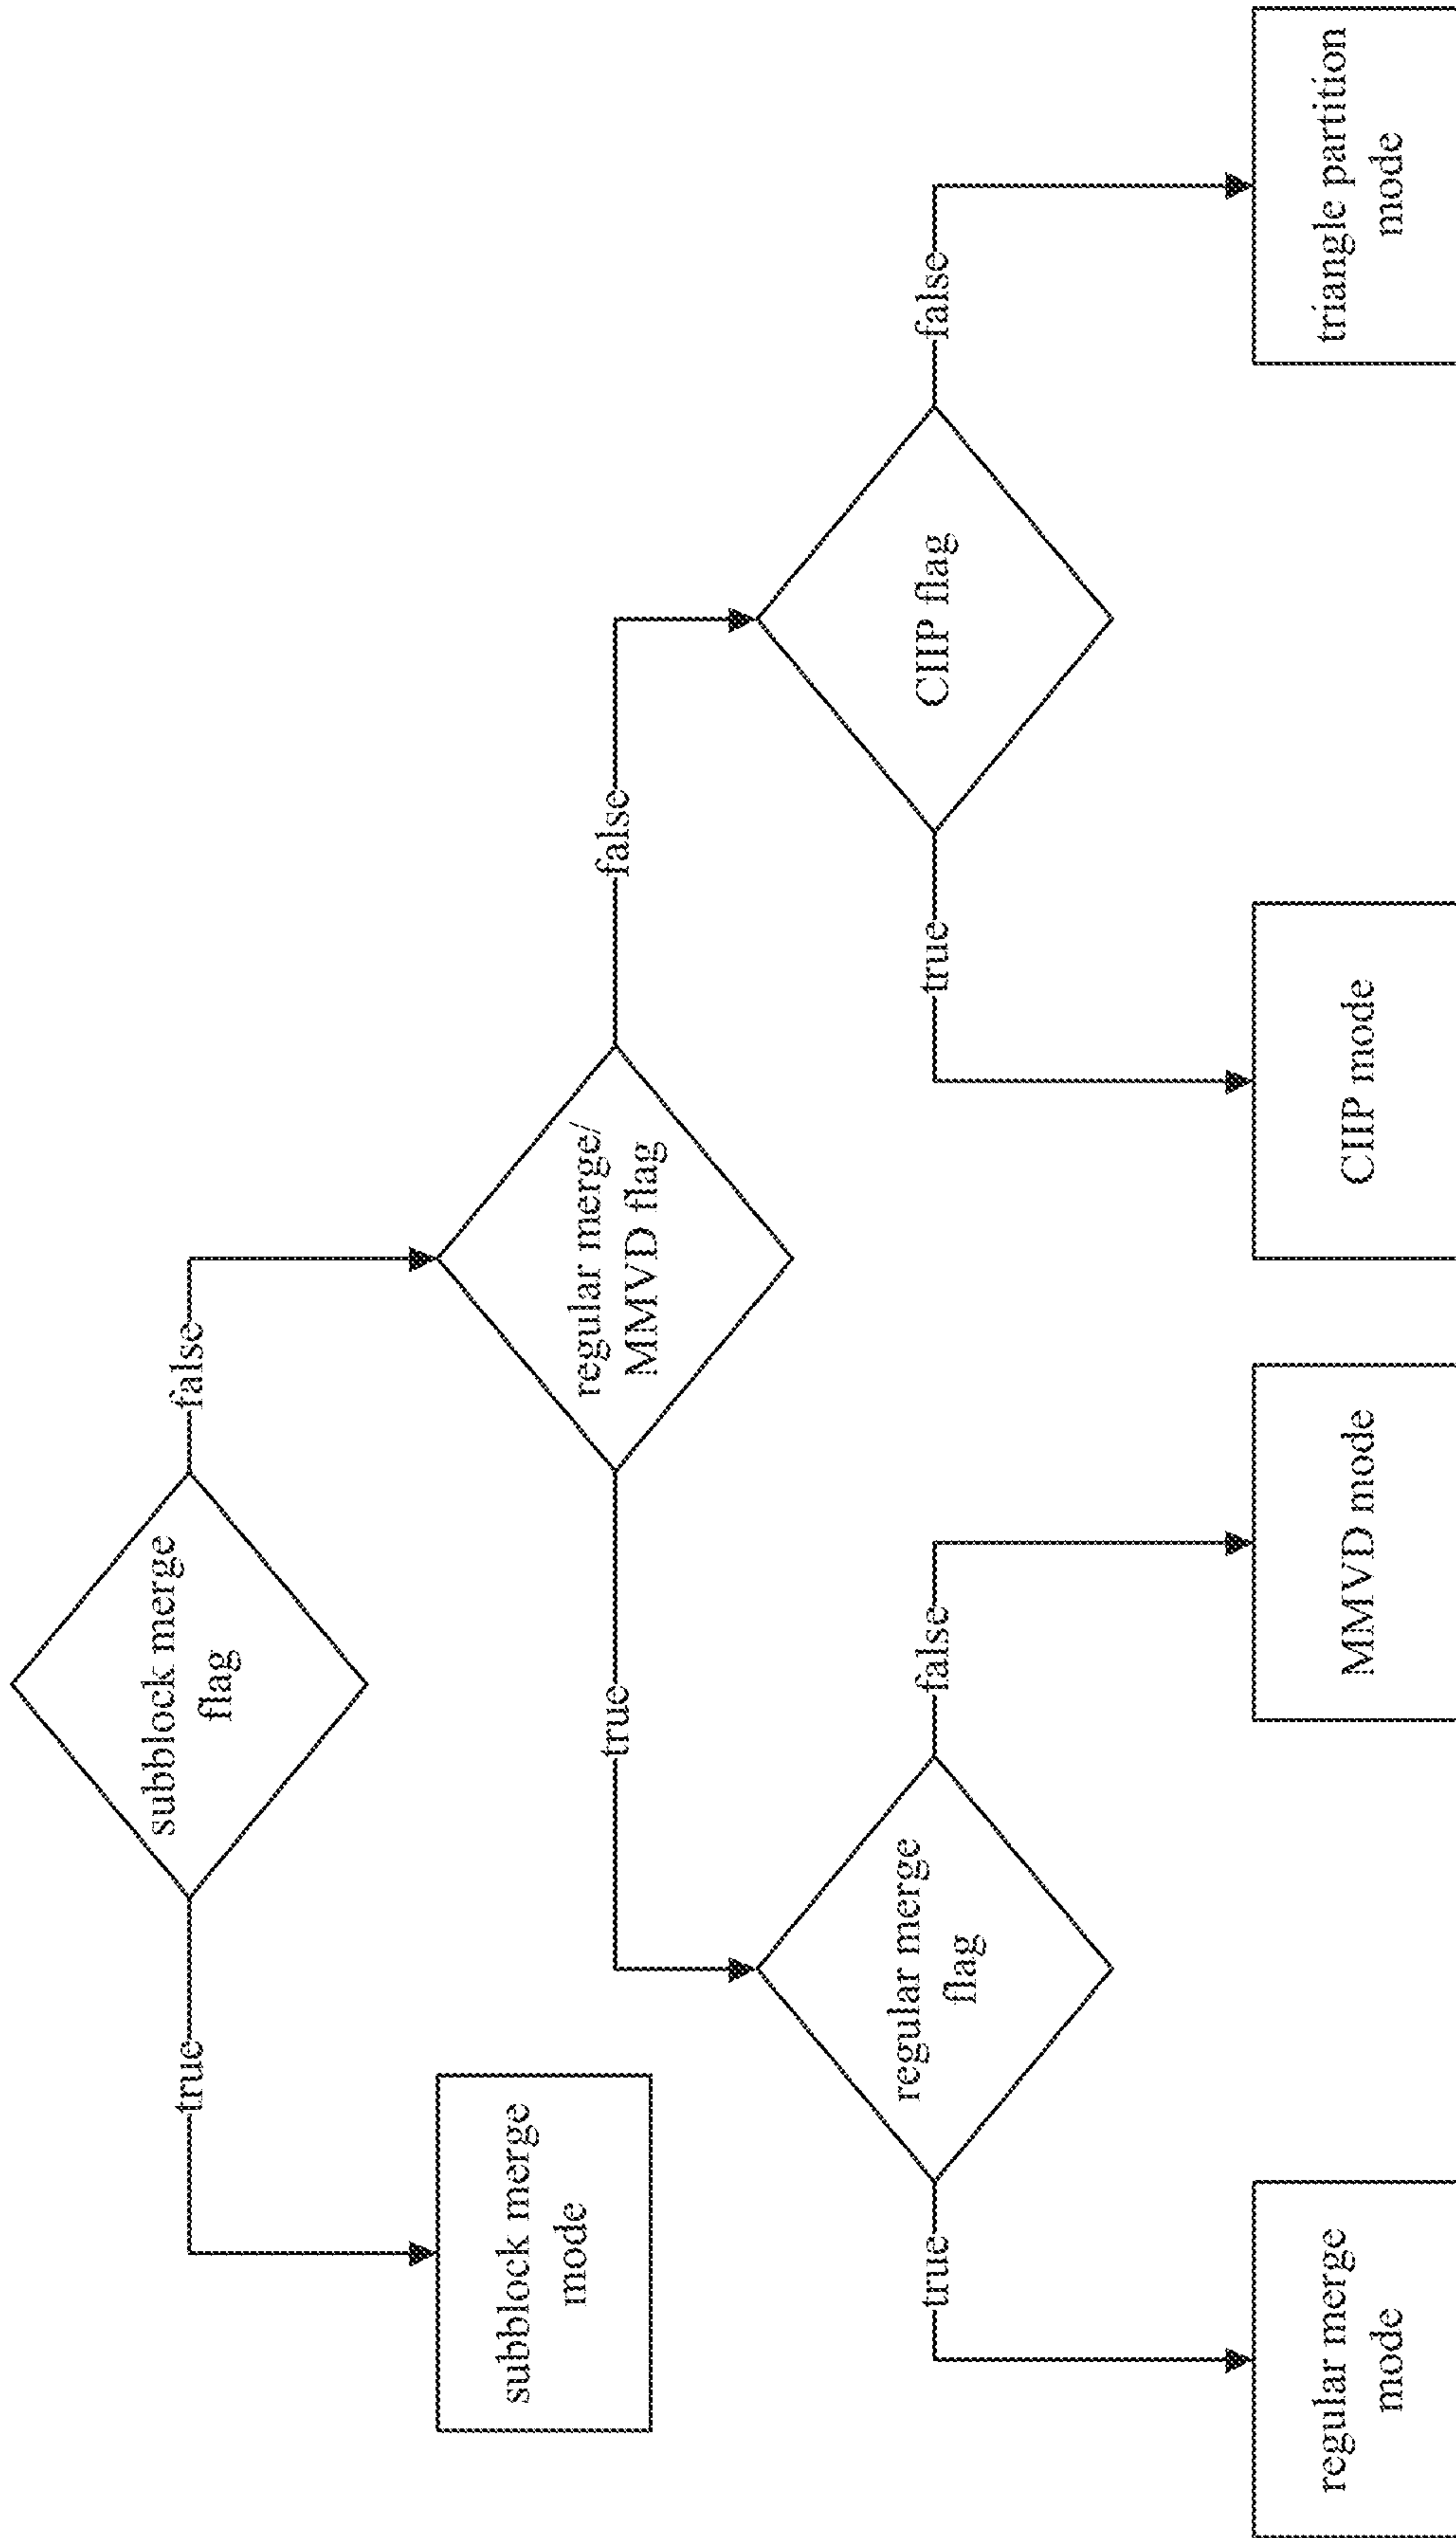 subblock merge
flag
true
false
subblock merge
mode
regular merge/
MMVD flag
true
false
regular merge
flag
CIIP flag
true
false
true
false
regular merge
mode
MMVD mode
CIIP mode
triangle partition
mode